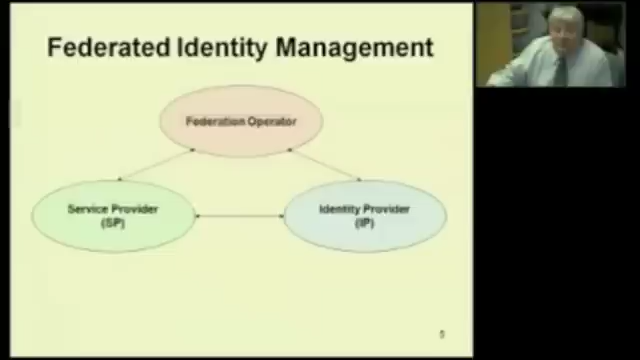 Federated Identity Management
Federation Operator
Service Provider
(SP)
Identity Provider
(IP)
5